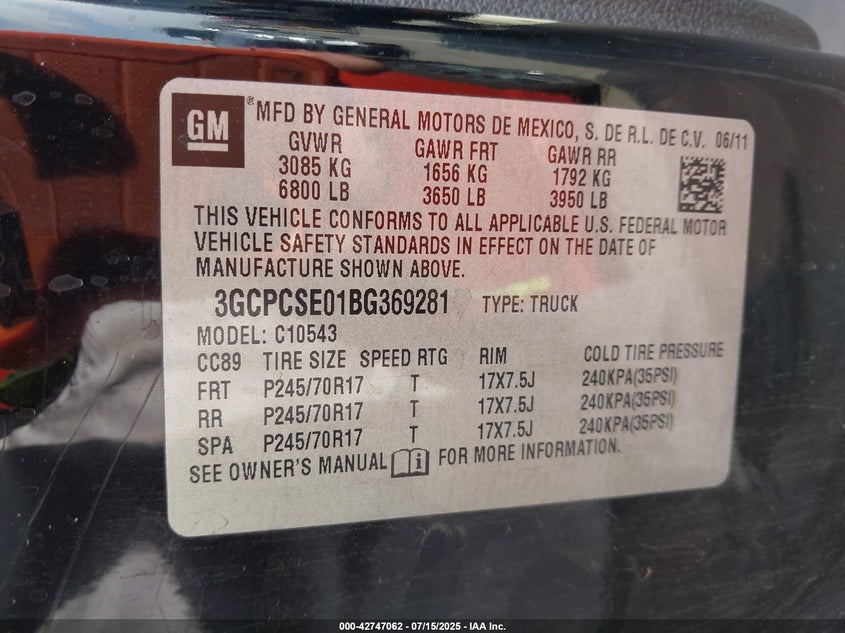 GM
® MFD BY GENERAL MOTORS DE MEXICO, S. DE R.L. DE C.V. 06/11
GVWR GAWR FRT GAWR RR
3085 KG 1656 KG 1792 KG
6800 LB 3650 LB 3950 LB
THIS VEHICLE CONFORMS TO ALL APPLICABLE U.S. FEDERAL MOTOR
VEHICLE SAFETY STANDARDS IN EFFECT ON THE DATE OF
MANUFACTURE SHOWN ABOVE.
3GCPCSE01BG369281 TYPE: TRUCK
MODEL: C10543
CC89 TIRE SIZE SPEED RTG RIM COLD TIRE PRESSURE
FRT P245/70R17 T 17X7.5J 240KPA(35PSI)
RR P245/70R17 T 17X7.5J 240KPA(35PSI)
SPA P245/70R17 T 17X7.5J 240KPA(35PSI)
SEE OWNER'S MANUAL i FOR MORE INFORMATION.
000-42747062 - 07/15/2025 - IAA Inc.